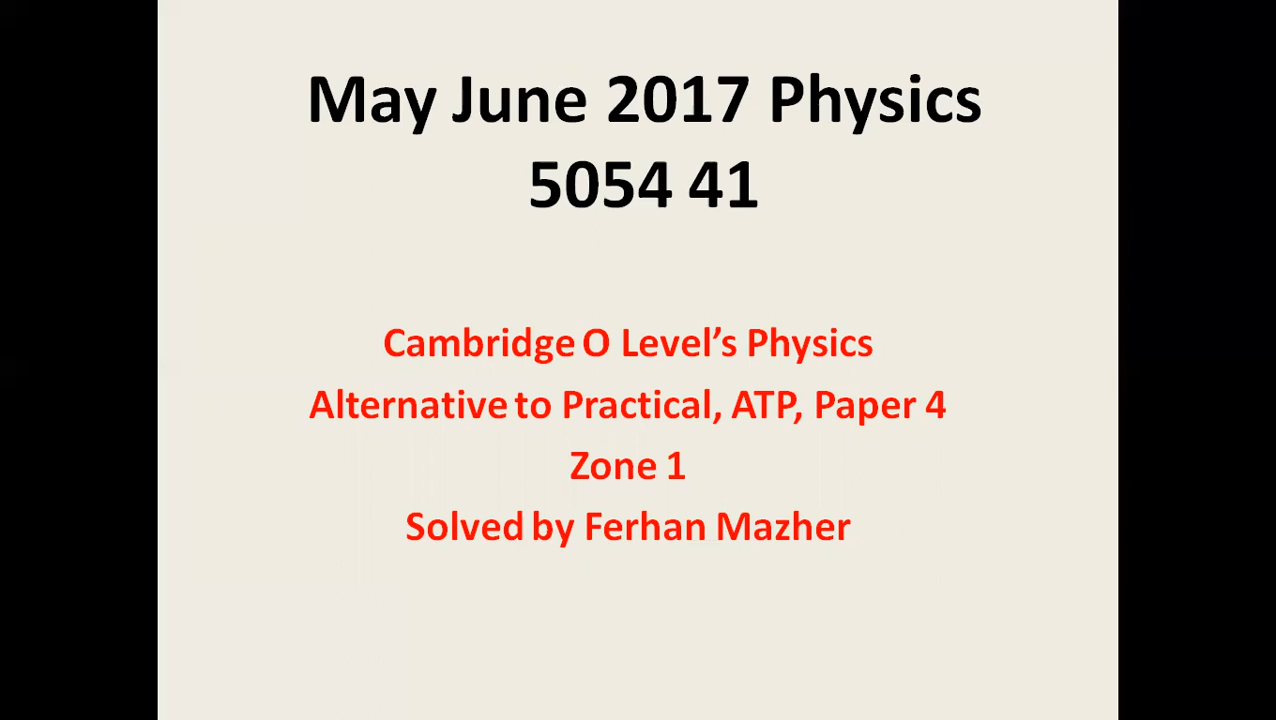 May June 2017 Physics
5054 41
Cambridge O Level’s Physics
Alternative to Practical, ATP, Paper 4
Zone 1
Solved by Ferhan Mazher